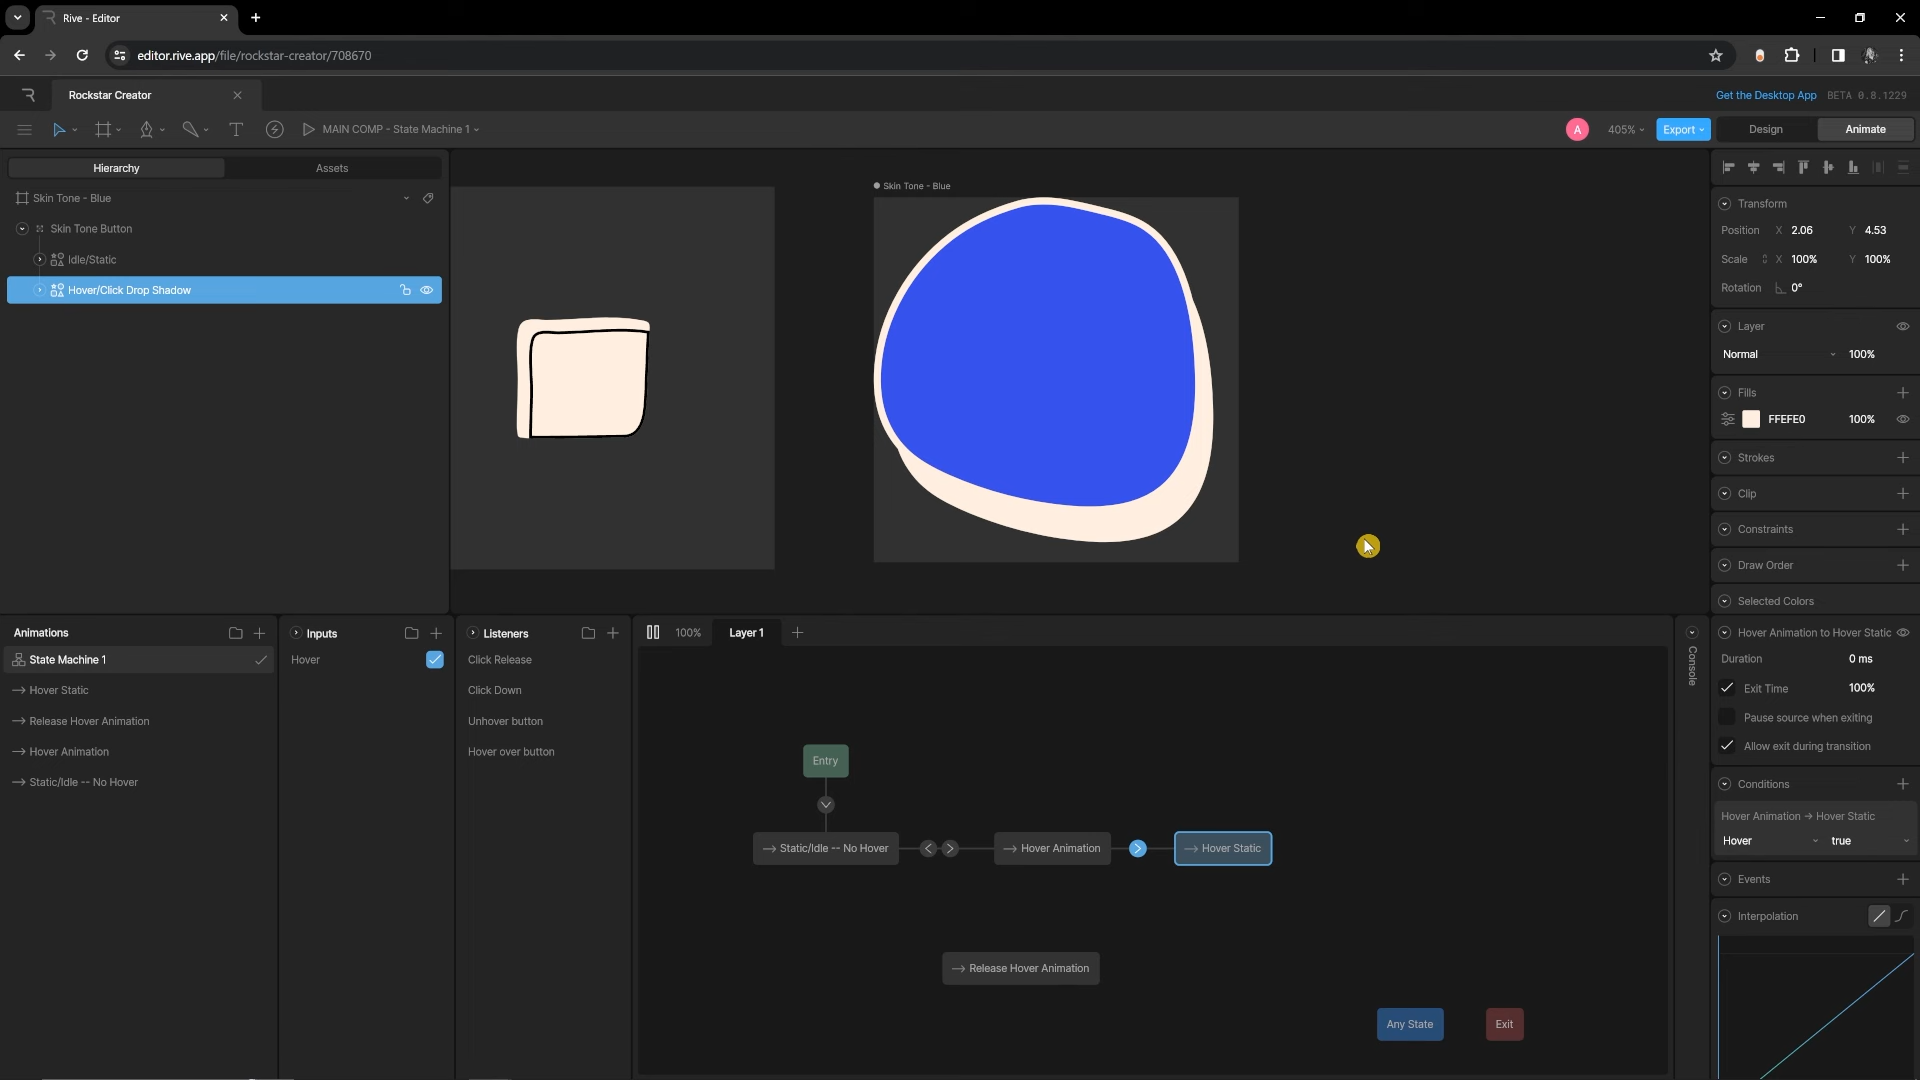 Rive - Editor
editor.rive.app/file/rockstar-creator/708670
Rockstar Creator
Get the Desktop App BETA 0.8.1229
MAIN COMP - State Machine 1
A 405% Export Design Animate
Hierarchy Assets
Skin Tone - Blue
Skin Tone Button
Idle/Static
Hover/Click Drop Shadow
Skin Tone - Blue
Transform
Position X 2.06 Y 4.53
Scale X 100% Y 100%
Rotation 0°
Layer
Normal 100%
Fills
FFEFE0 100%
Strokes
Clip
Constraints
Draw Order
Selected Colors
Animations
State Machine 1
Hover Static
Release Hover Animation
Hover Animation
Static/Idle -- No Hover
Inputs
Hover
Listeners
Click Release
Click Down
Unhover button
Hover over button
100% Layer 1
Entry
Static/Idle -- No Hover
Hover Animation
Hover Static
Release Hover Animation
Any State
Exit
Console
Hover Animation to Hover Static
Duration 0 ms
Exit Time 100%
Pause source when exiting
Allow exit during transition
Conditions
Hover Animation → Hover Static
Hover true
Events
Interpolation